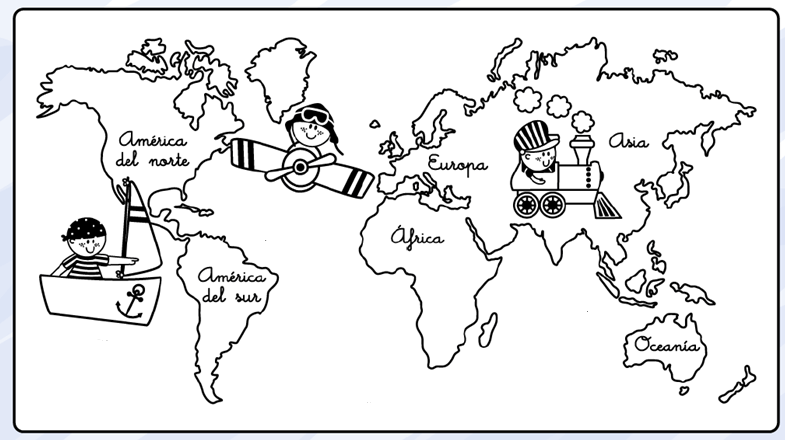 América
del norte
Europa
Asia
África
América
del sur
Oceanía